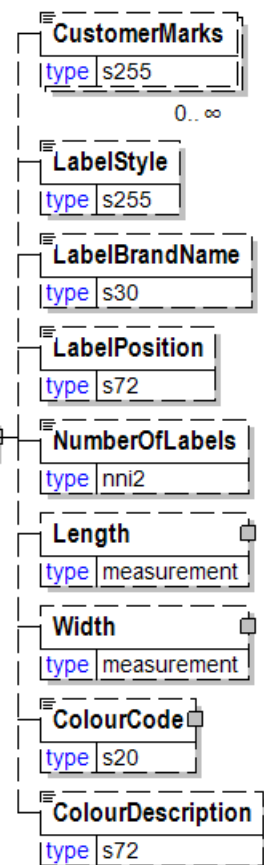 CustomerMarks
type s255
0.. ∞
LabelStyle
type s255
LabelBrandName
type s30
LabelPosition
type s72
NumberOfLabels
type nni2
Length
type measurement
Width
type measurement
ColourCode
type s20
ColourDescription
type s72